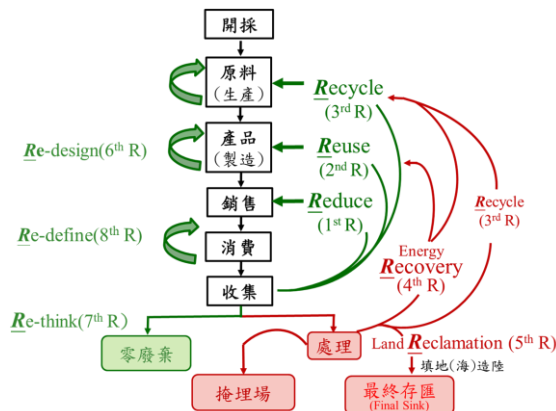 開採
原料
(生產)
Recycle
(3rd R)
Re-design(6th R)
產品
(製造)
Reuse
(2nd R)
銷售
Reduce
(1st R)
Recycle
(3rd R)
Re-define(8th R)
消費
Energy
Recovery
(4th R)
收集
Re-think(7th R)
零廢棄
處理
Land Reclamation (5th R)
填地(海)造陸
掩埋場
最終存匯
(Final Sink)